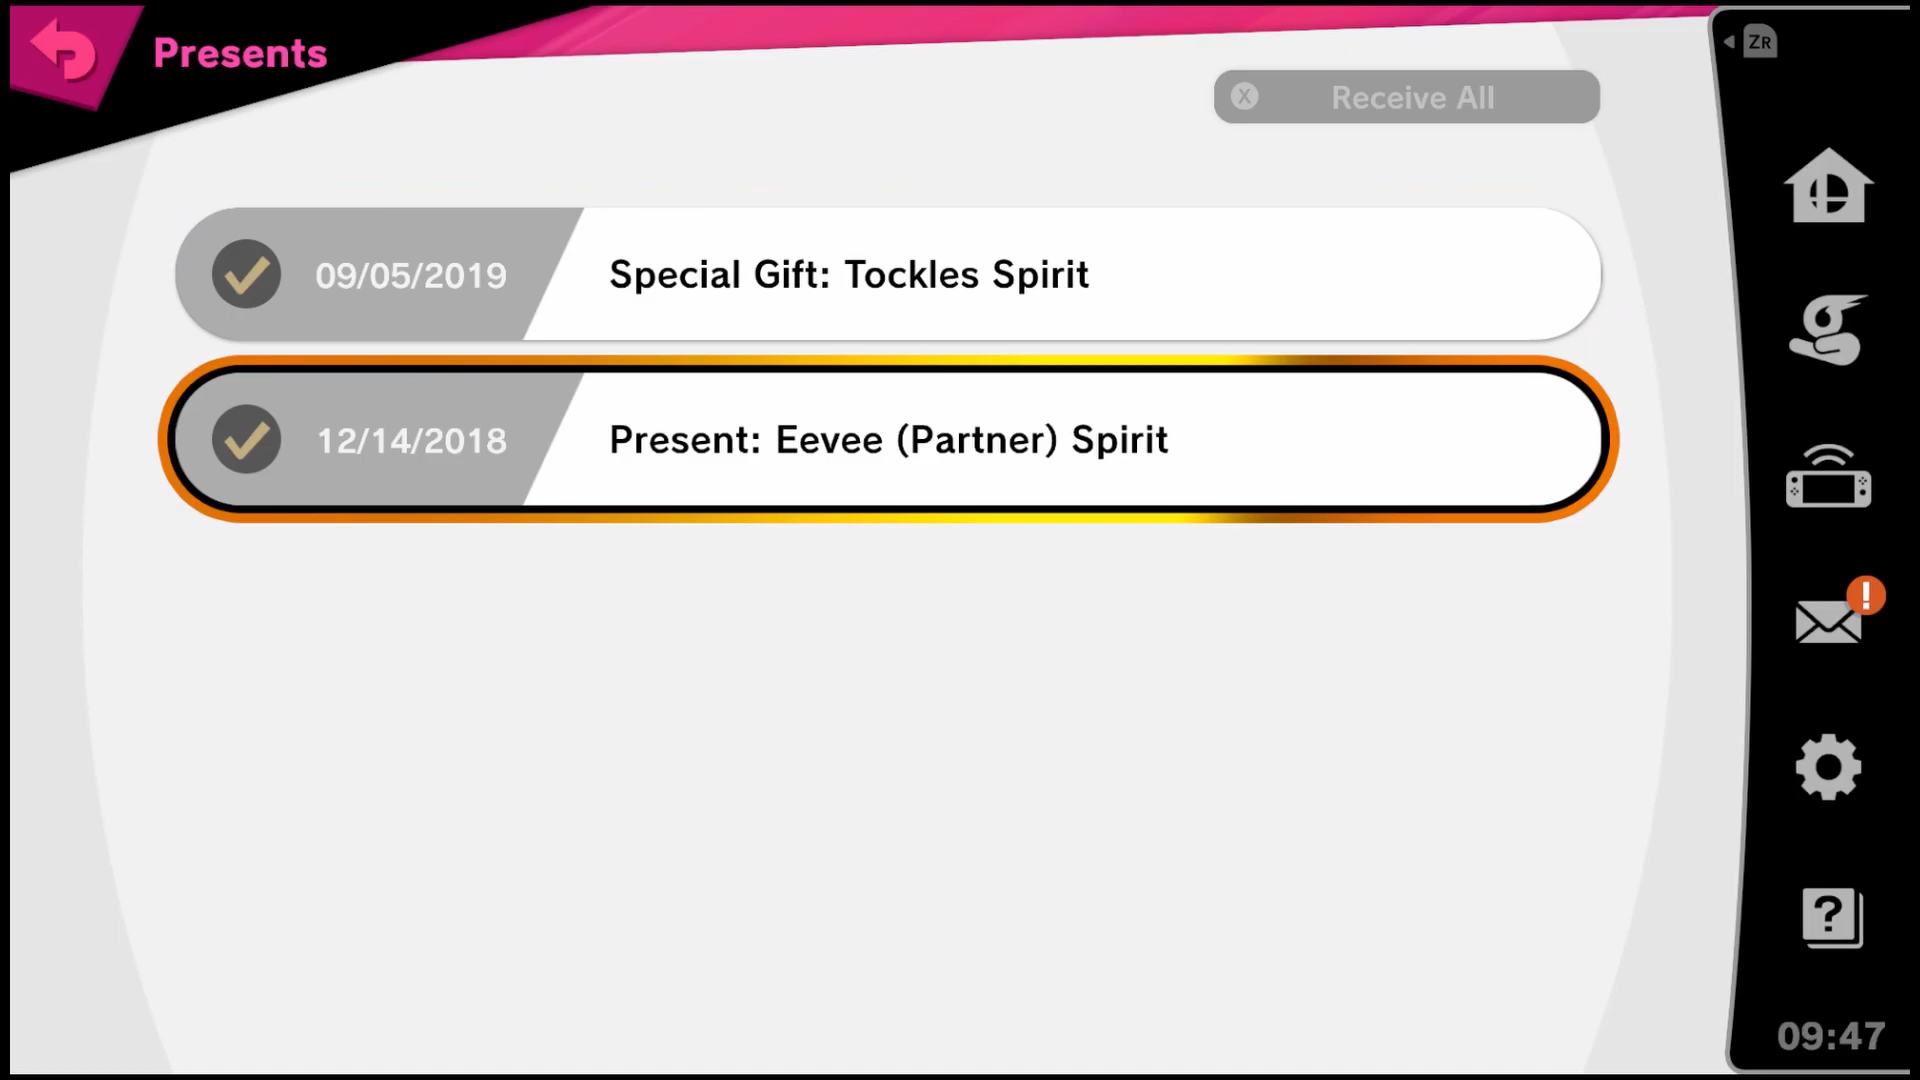 Presents
ZR
X Receive All
09/05/2019 Special Gift: Tockles Spirit
12/14/2018 Present: Eevee (Partner) Spirit
!
?
09:47